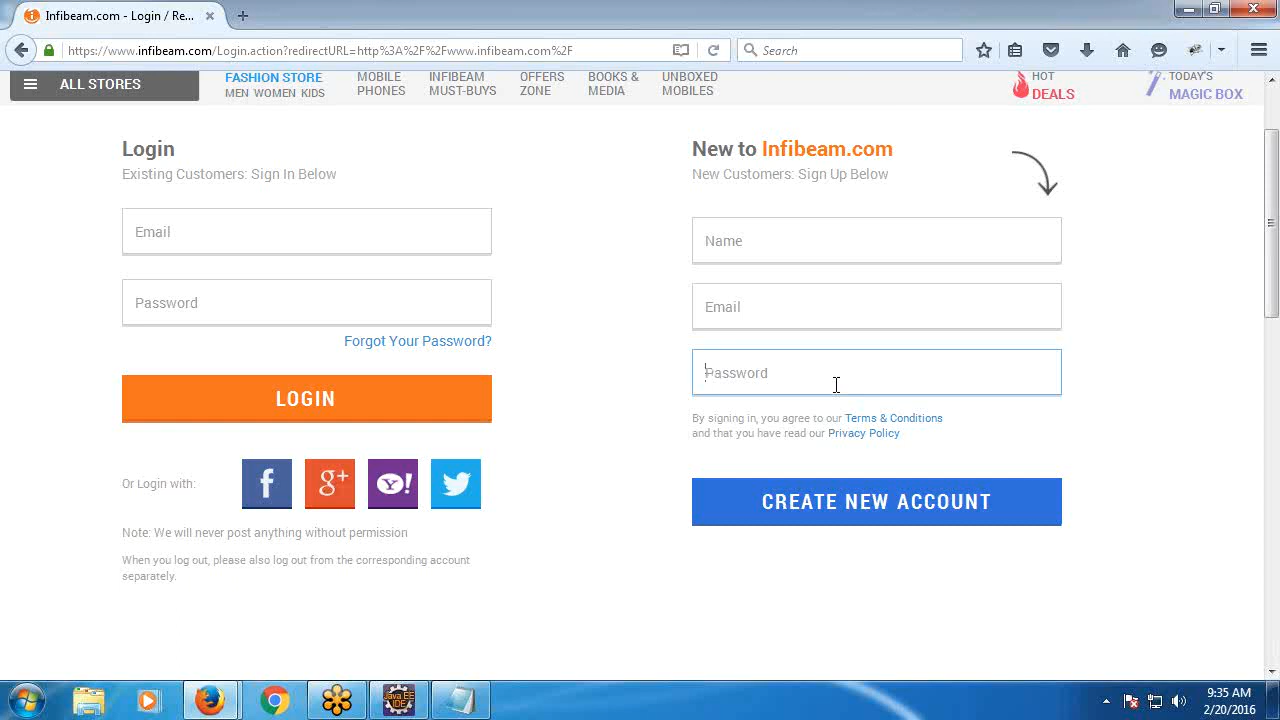 Infibeam.com - Login / Re...
https://www.infibeam.com/Login.action?redirectURL=http%3A%2F%2Fwww.infibeam.com%2F
Search
ALL STORES
FASHION STORE
MEN WOMEN KIDS
MOBILE
PHONES
INFIBEAM
MUST-BUYS
OFFERS
ZONE
BOOKS &
MEDIA
UNBOXED
MOBILES
HOT
DEALS
TODAY'S
MAGIC BOX
Login
Existing Customers: Sign In Below
Email
Password
Forgot Your Password?
LOGIN
Or Login with:
f
g+
Y!
Note: We will never post anything without permission
When you log out, please also log out from the corresponding account
separately.
New to Infibeam.com
New Customers: Sign Up Below
Name
Email
Password
By signing in, you agree to our Terms & Conditions
and that you have read our Privacy Policy
CREATE NEW ACCOUNT
Java EE
IDE
9:35 AM
2/20/2016